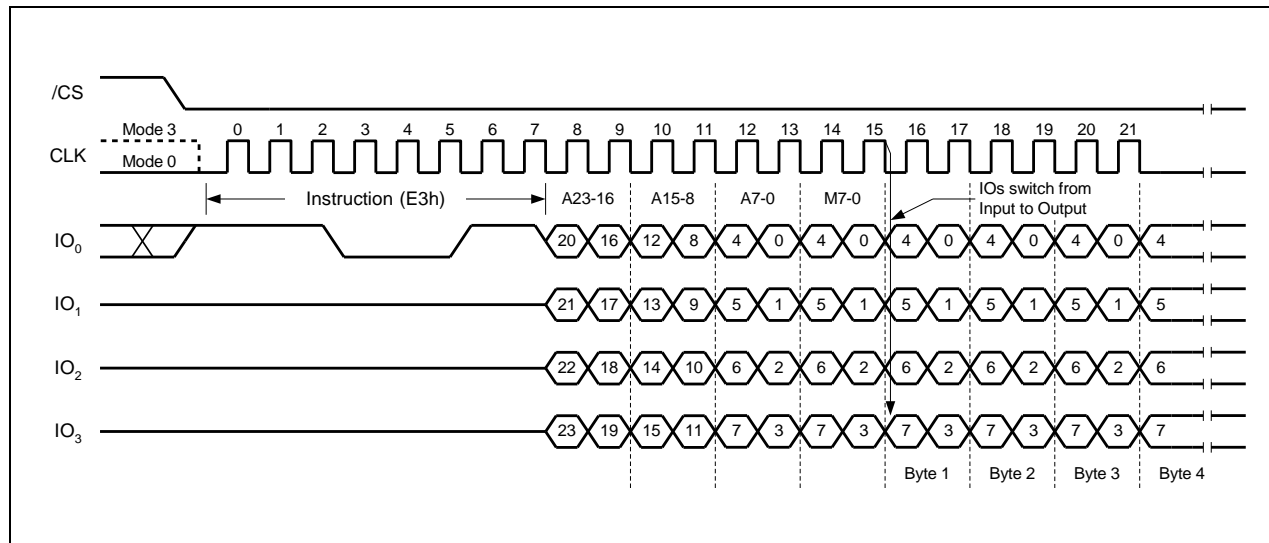 /CS
Mode 3 0 1 2 3 4 5 6 7 8 9 10 11 12 13 14 15 16 17 18 19 20 21
CLK Mode 0
Instruction (E3h) A23-16 A15-8 A7-0 M7-0 IOs switch from
Input to Output
IO0 20 16 12 8 4 0 4 0 4 0 4 0 4 0 4
IO1 21 17 13 9 5 1 5 1 5 1 5 1 5 1 5
IO2 22 18 14 10 6 2 6 2 6 2 6 2 6 2 6
IO3 23 19 15 11 7 3 7 3 7 3 7 3 7 3 7
Byte 1 Byte 2 Byte 3 Byte 4